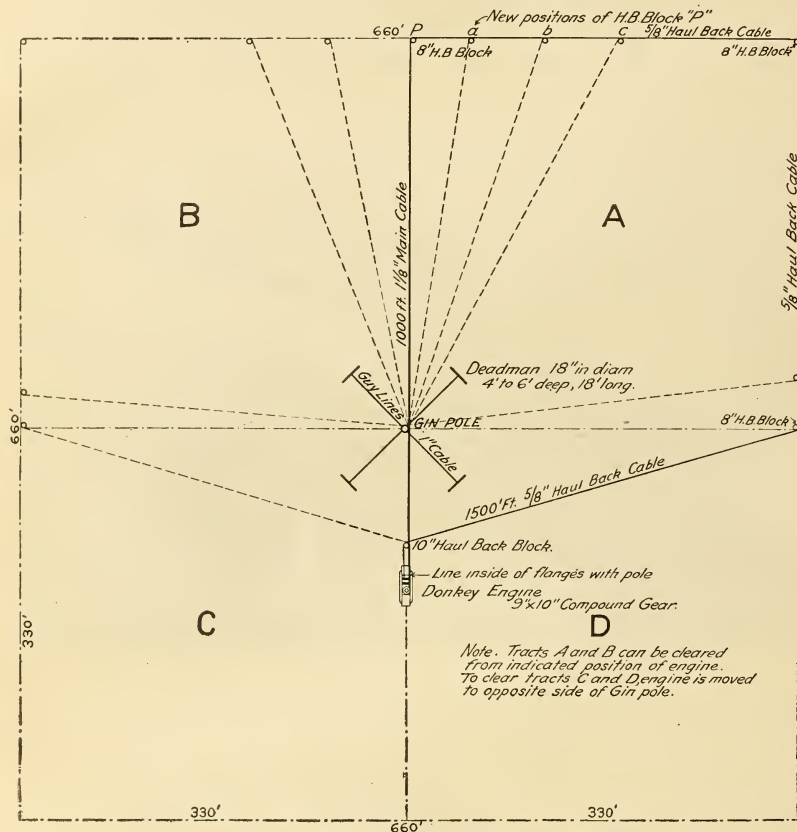 New positions of H.B. Block "P"
660'
P
a
b
c
5/8" Haul Back Cable
8" H.B Block
8" H.B Block
B
A
1000 ft. 1 1/8" Main Cable
5/8" Haul Back Cable
Deadman 18" in diam
4' to 6' deep, 18' long.
Guy Lines
GIN POLE
660'
8" H.B. Block
1" Cable
1500' Ft. 5/8" Haul Back Cable
10" Haul Back Block.
Line inside of flanges with pole
Donkey Engine
9"x10" Compound Gear.
C
D
330'
Note. Tracts A and B can be cleared
from indicated position of engine.
To clear tracts C and D, engine is moved
to opposite side of Gin pole.
330'
330'
660'